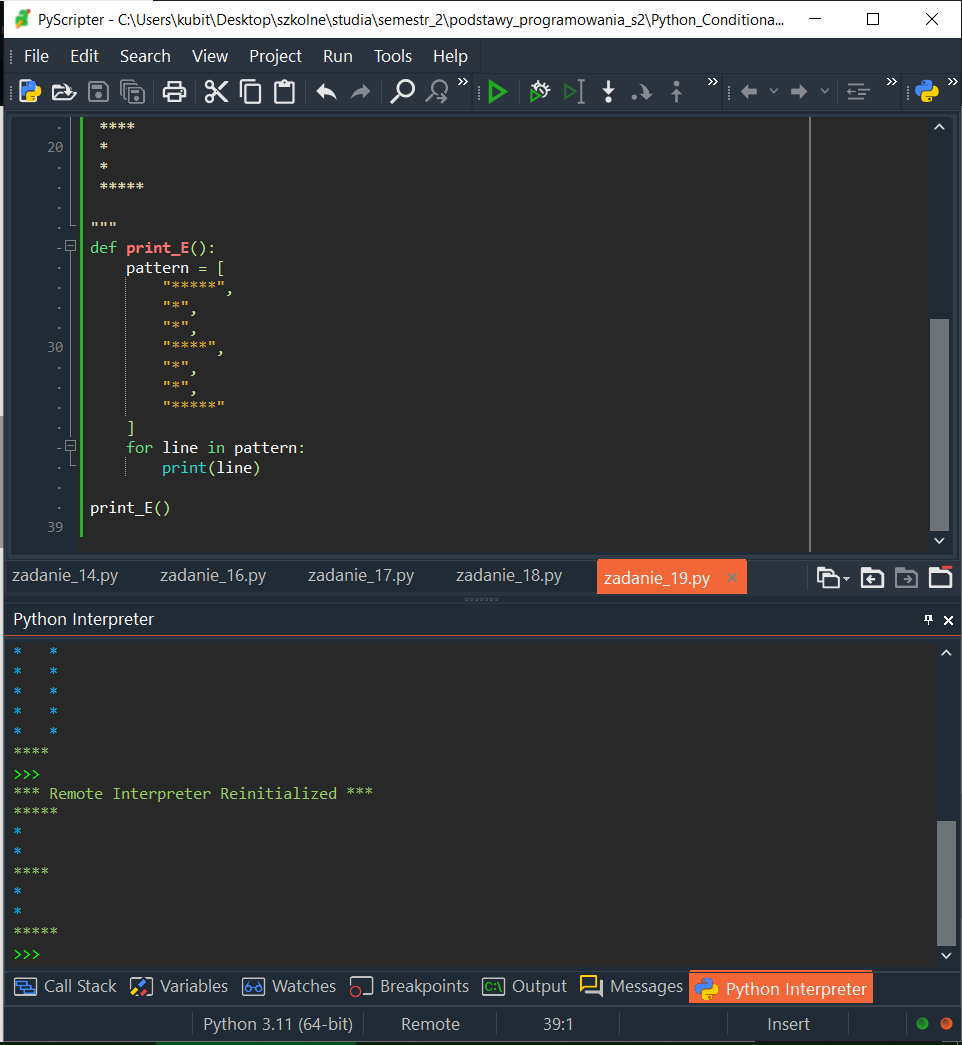 PyScripter - C:\Users\kubit\Desktop\szkolne\studia\semestr_2\podstawy_programowania_s2\Python_Conditiona...
File Edit Search View Project Run Tools Help
****
20 *
*
*****
"""
def print_E():
    pattern = [
        "*****",
        "*",
        "*",
30         "****",
        "*",
        "*",
        "*****"
    ]
    for line in pattern:
        print(line)
print_E()
39
zadanie_14.py zadanie_16.py zadanie_17.py zadanie_18.py zadanie_19.py ×
Python Interpreter
*   *
*   *
*   *
*   *
*   *
****
>>>
*** Remote Interpreter Reinitialized ***
*****
*
*
****
*
*
*****
>>>
Call Stack Variables Watches Breakpoints C:\ Output Messages Python Interpreter
Python 3.11 (64-bit) Remote 39:1 Insert